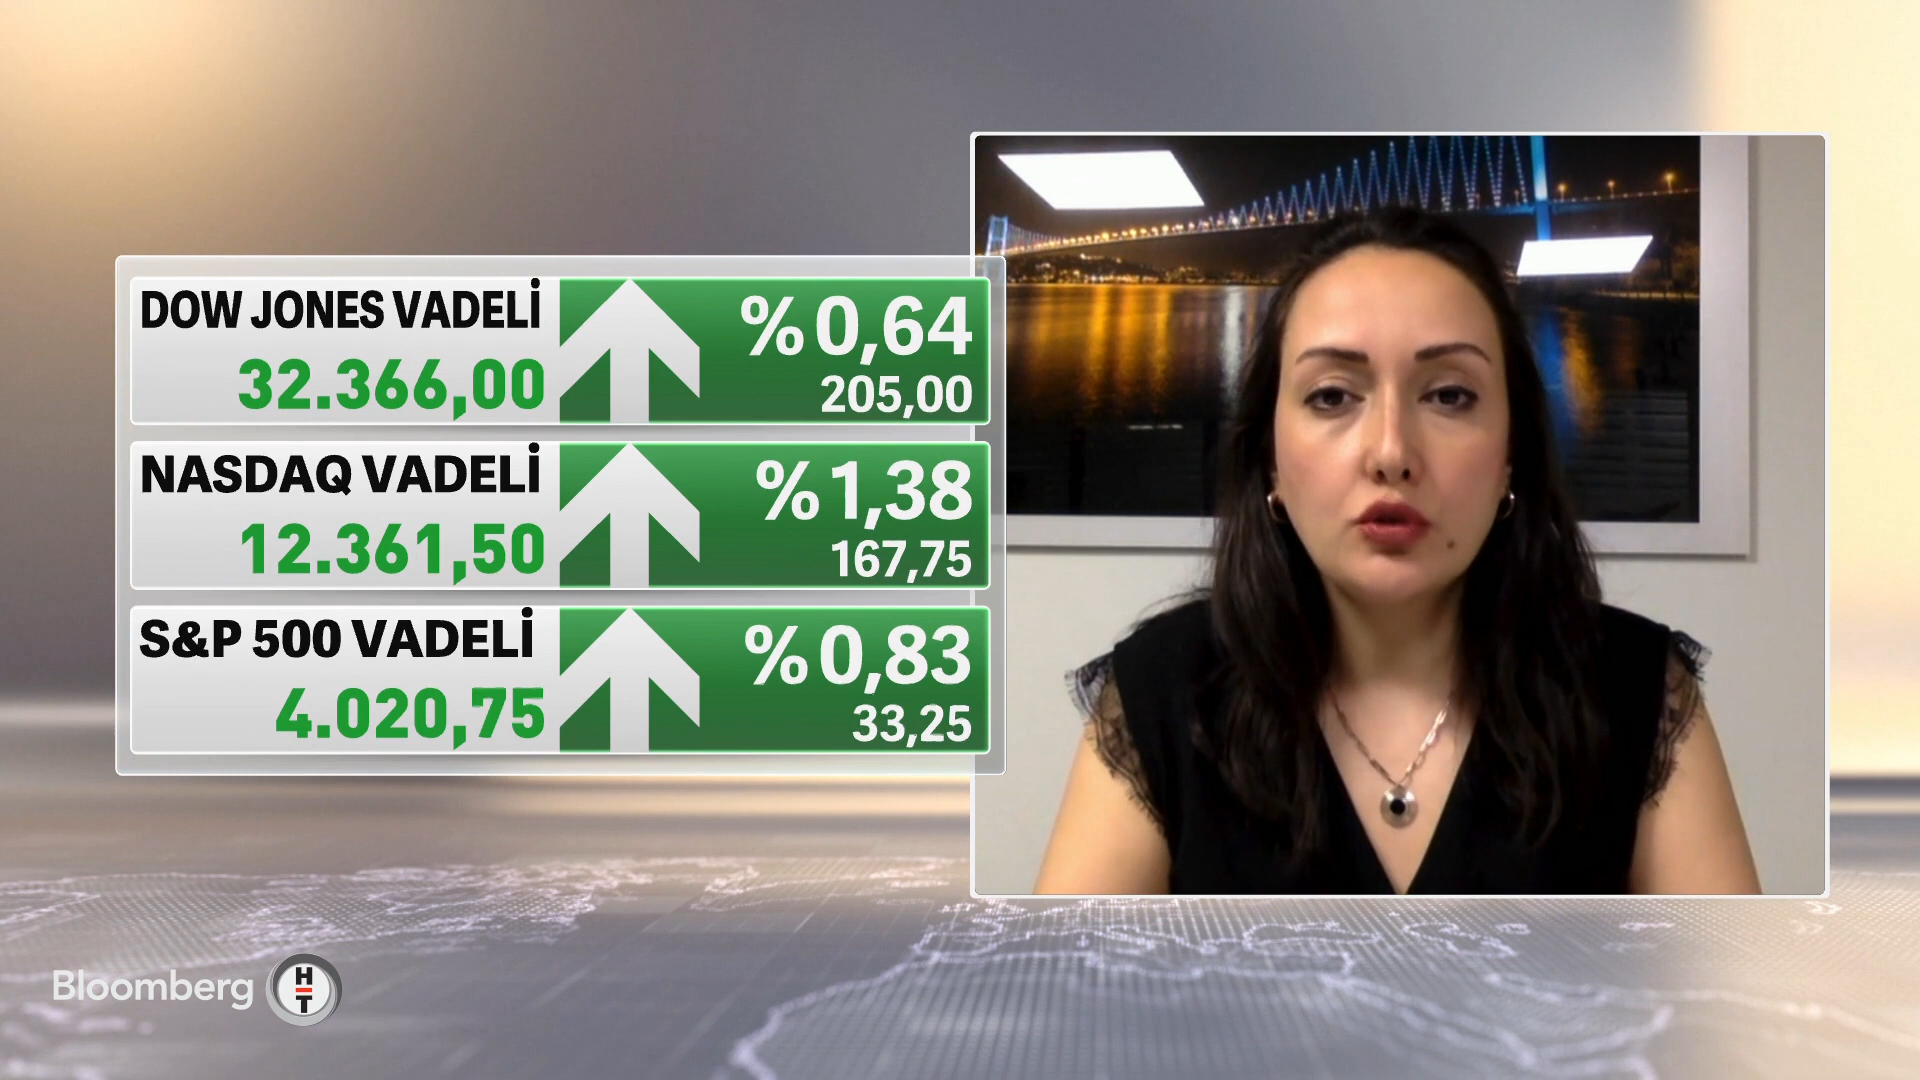 DOW JONES VADELİ
32.366,00
%0,64
205,00
NASDAQ VADELİ
12.361,50
%1,38
167,75
S&P 500 VADELİ
4.020,75
%0,83
33,25
Bloomberg HT